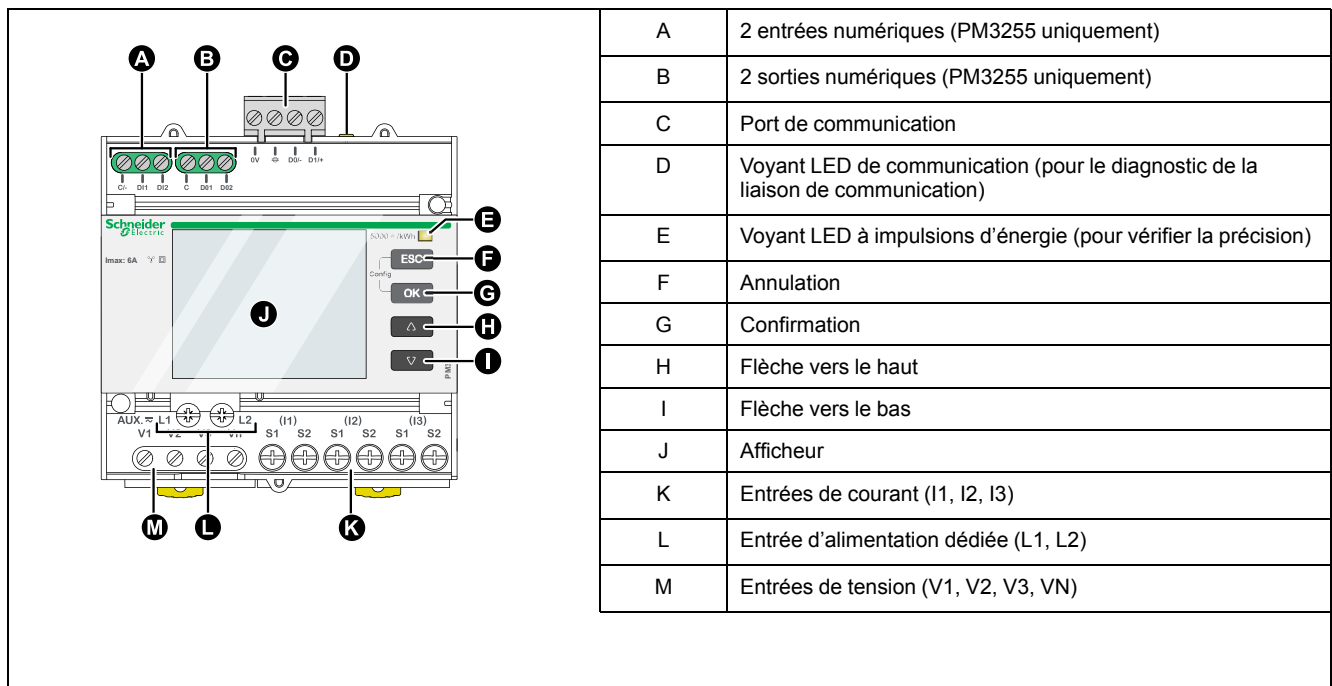 A B C D
0V D0/- D1/+
C/- DI1 DI2 C D01 D02
Schneider
Electric
5000 /kWh
E
Imax: 6A
ESC
F
Config
OK
G
J
H
I
AUX. L1 L2 (I1) (I2) (I3)
V1 V2 S1 S2 S1 S2 S1 S2
M L K
A 2 entrées numériques (PM3255 uniquement)
B 2 sorties numériques (PM3255 uniquement)
C Port de communication
D Voyant LED de communication (pour le diagnostic de la
liaison de communication)
E Voyant LED à impulsions d’énergie (pour vérifier la précision)
F Annulation
G Confirmation
H Flèche vers le haut
I Flèche vers le bas
J Afficheur
K Entrées de courant (I1, I2, I3)
L Entrée d’alimentation dédiée (L1, L2)
M Entrées de tension (V1, V2, V3, VN)